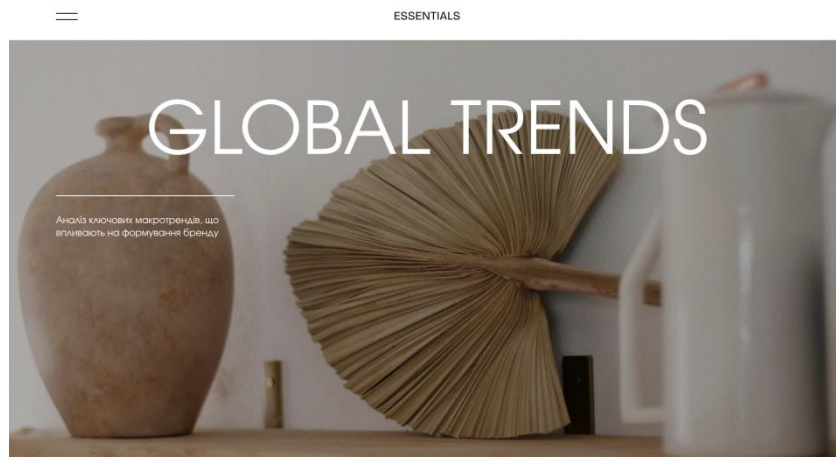 ESSENTIALS
GLOBAL TRENDS
Аналіз ключових макротрендів, що
впливають на формування бренду